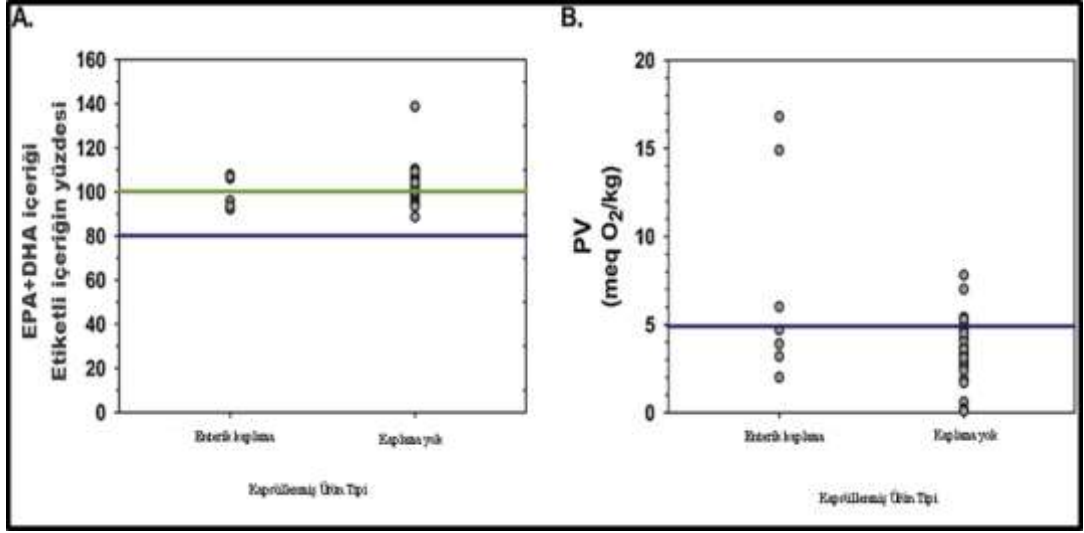 A.
EPA+DHA içeriği
Etiketli içeriğin yüzdesi
160
140
120
100
80
60
40
20
0
Enterik kaplama
Kaplama yok
Kapsüllenmiş Ürün Tipi
B.
PV
(meq O₂/kg)
20
15
10
5
0
Enterik kaplama
Kaplama yok
Kapsüllenmiş Ürün Tipi